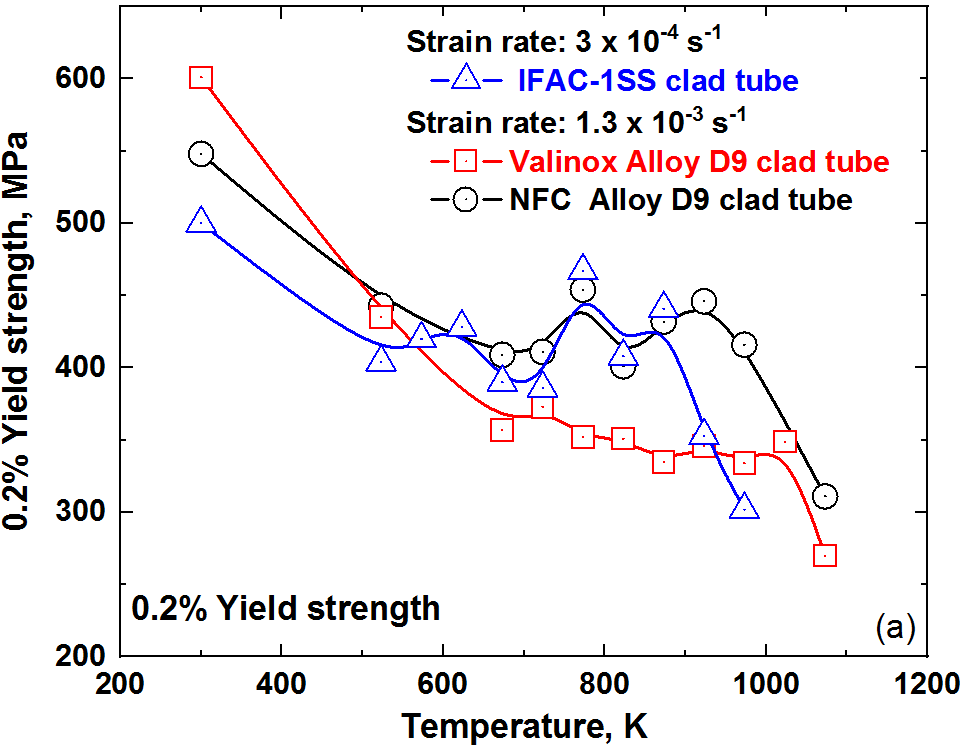 Strain rate: 3 x 10⁻⁴ s⁻¹
IFAC-1SS clad tube
Strain rate: 1.3 x 10⁻³ s⁻¹
Valinox Alloy D9 clad tube
NFC Alloy D9 clad tube
600
500
400
300
200
0.2% Yield strength, MPa
0.2% Yield strength
(a)
200 400 600 800 1000 1200
Temperature, K